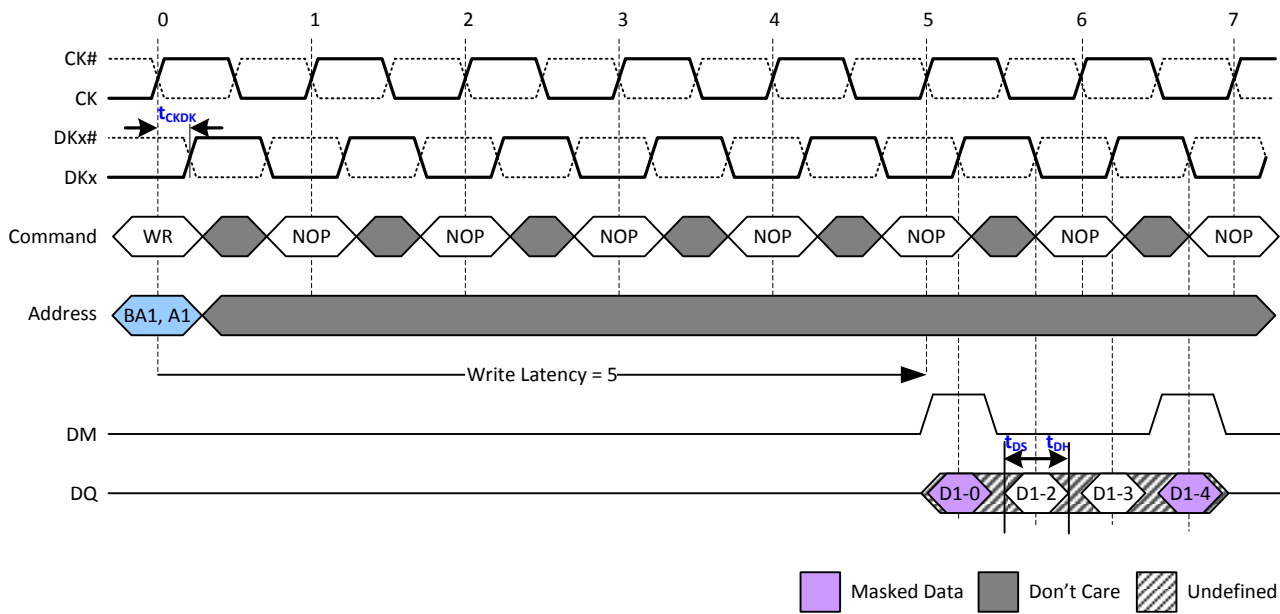 0 1 2 3 4 5 6 7
CK#
CK
tCKDK
DKx#
DKx
Command WR NOP NOP NOP NOP NOP NOP NOP
Address BA1, A1
Write Latency = 5
DM
tDS tDH
DQ D1-0 D1-2 D1-3 D1-4
Masked Data Don't Care Undefined